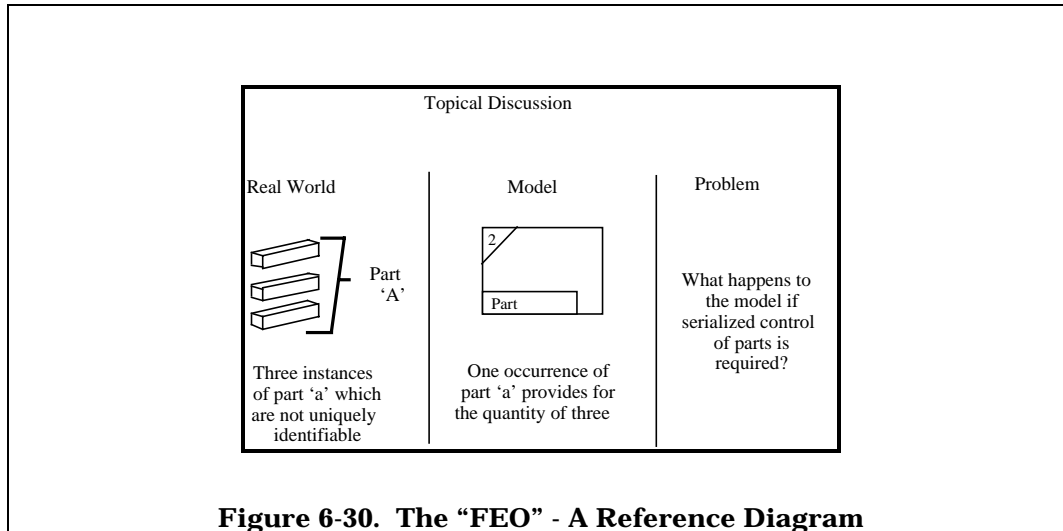 Topical Discussion
Real World
Part
‘A’
Three instances
of part ‘a’ which
are not uniquely
identifiable
Model
2
Part
One occurrence of
part ‘a’ provides for
the quantity of three
Problem
What happens to
the model if
serialized control
of parts is
required?
Figure 6-30. The “FEO” - A Reference Diagram